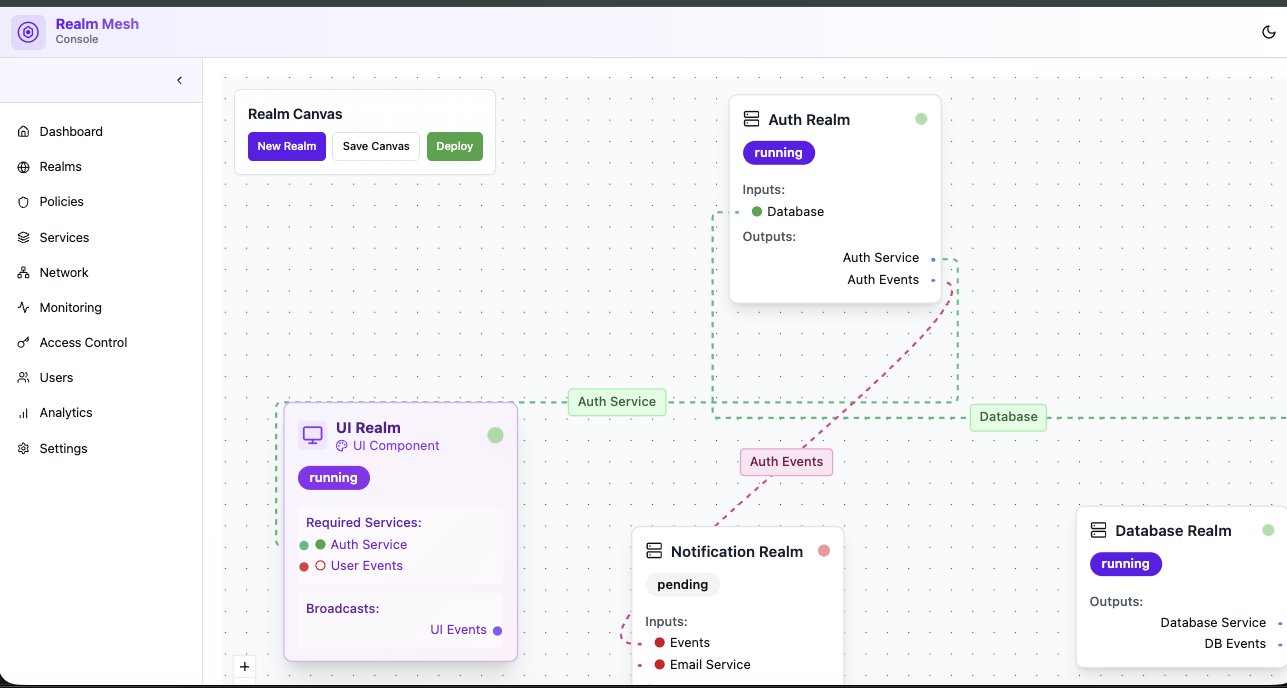 Realm Mesh
Console
Dashboard
Realms
Policies
Services
Network
Monitoring
Access Control
Users
Analytics
Settings
Realm Canvas
New Realm
Save Canvas
Deploy
Auth Realm
running
Inputs:
Database
Outputs:
Auth Service
Auth Events
Auth Service
Database
Auth Events
UI Realm
UI Component
running
Required Services:
Auth Service
User Events
Broadcasts:
UI Events
Notification Realm
pending
Inputs:
Events
Email Service
Database Realm
running
Outputs:
Database Service
DB Events
+